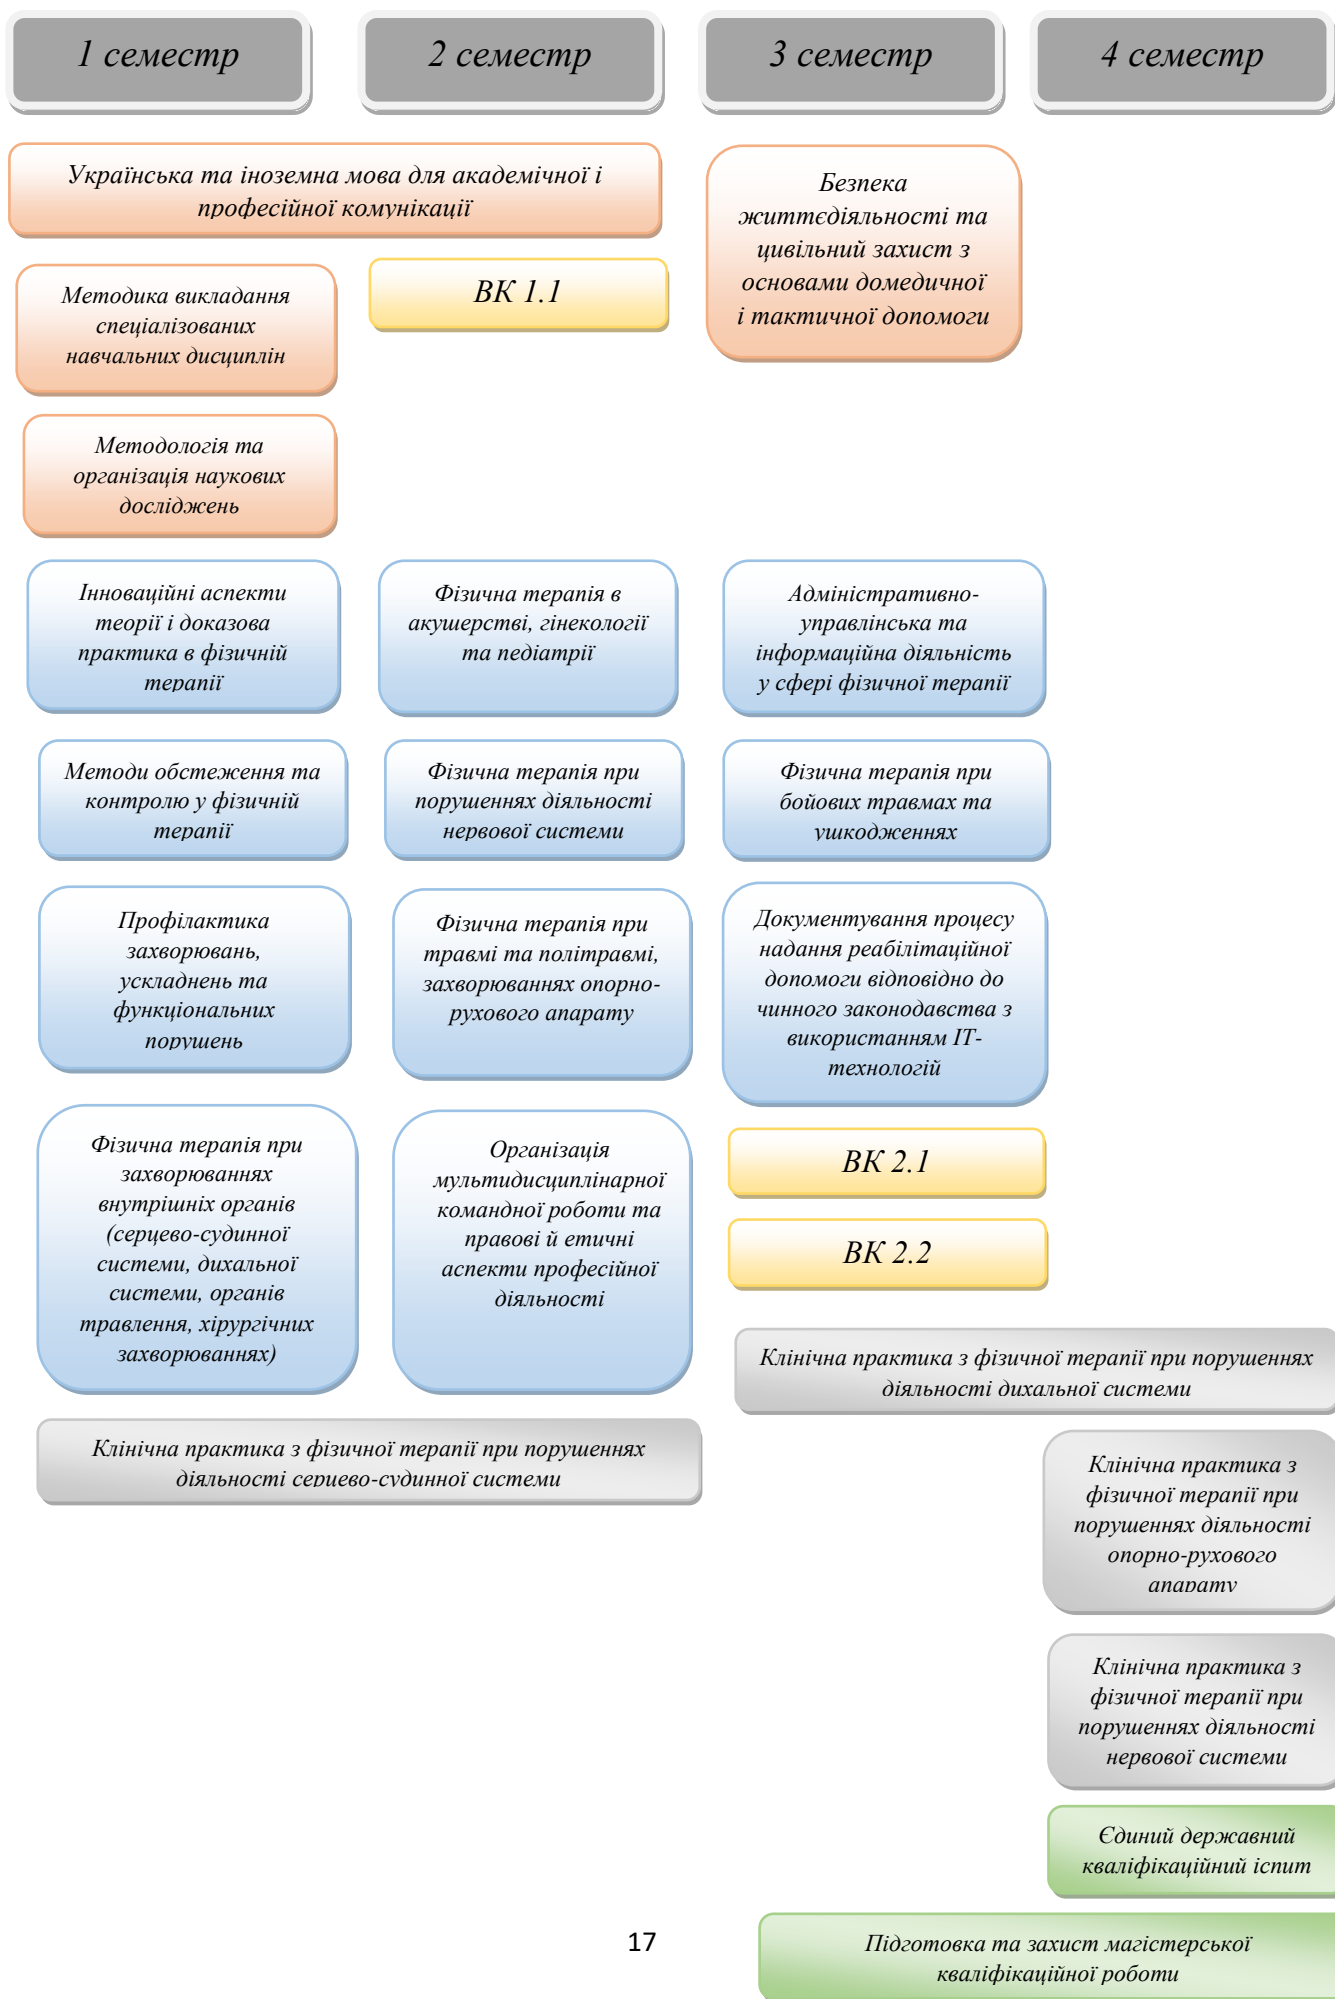 1 семестр
2 семестр
3 семестр
4 семестр
Українська та іноземна мова для академічної і
професійної комунікації
Безпека
життєдіяльності та
цивільний захист з
основами домедичної
і тактичної допомоги
Методика викладання
спеціалізованих
навчальних дисциплін
ВК 1.1
Методологія та
організація наукових
досліджень
Інноваційні аспекти
теорії і доказова
практика в фізичній
терапії
Фізична терапія в
акушерстві, гінекології
та педіатрії
Адміністративно-
управлінська та
інформаційна діяльність
у сфері фізичної терапії
Методи обстеження та
контролю у фізичній
терапії
Фізична терапія при
порушеннях діяльності
нервової системи
Фізична терапія при
бойових травмах та
ушкодженнях
Профілактика
захворювань,
ускладнень та
функціональних
порушень
Фізична терапія при
травмі та політравмі,
захворюваннях опорно-
рухового апарату
Документування процесу
надання реабілітаційної
допомоги відповідно до
чинного законодавства з
використанням ІТ-
технологій
Фізична терапія при
захворюваннях
внутрішніх органів
(серцево-судинної
системи, дихальної
системи, органів
травлення, хірургічних
захворюваннях)
Організація
мультидисциплінарної
командної роботи та
правові й етичні
аспекти професійної
діяльності
ВК 2.1
ВК 2.2
Клінічна практика з фізичної терапії при порушеннях
діяльності дихальної системи
Клінічна практика з фізичної терапії при порушеннях
діяльності серцево-судинної системи
Клінічна практика з
фізичної терапії при
порушеннях діяльності
опорно-рухового
апарату
Клінічна практика з
фізичної терапії при
порушеннях діяльності
нервової системи
Єдиний державний
кваліфікаційний іспит
Підготовка та захист магістерської
кваліфікаційної роботи
17